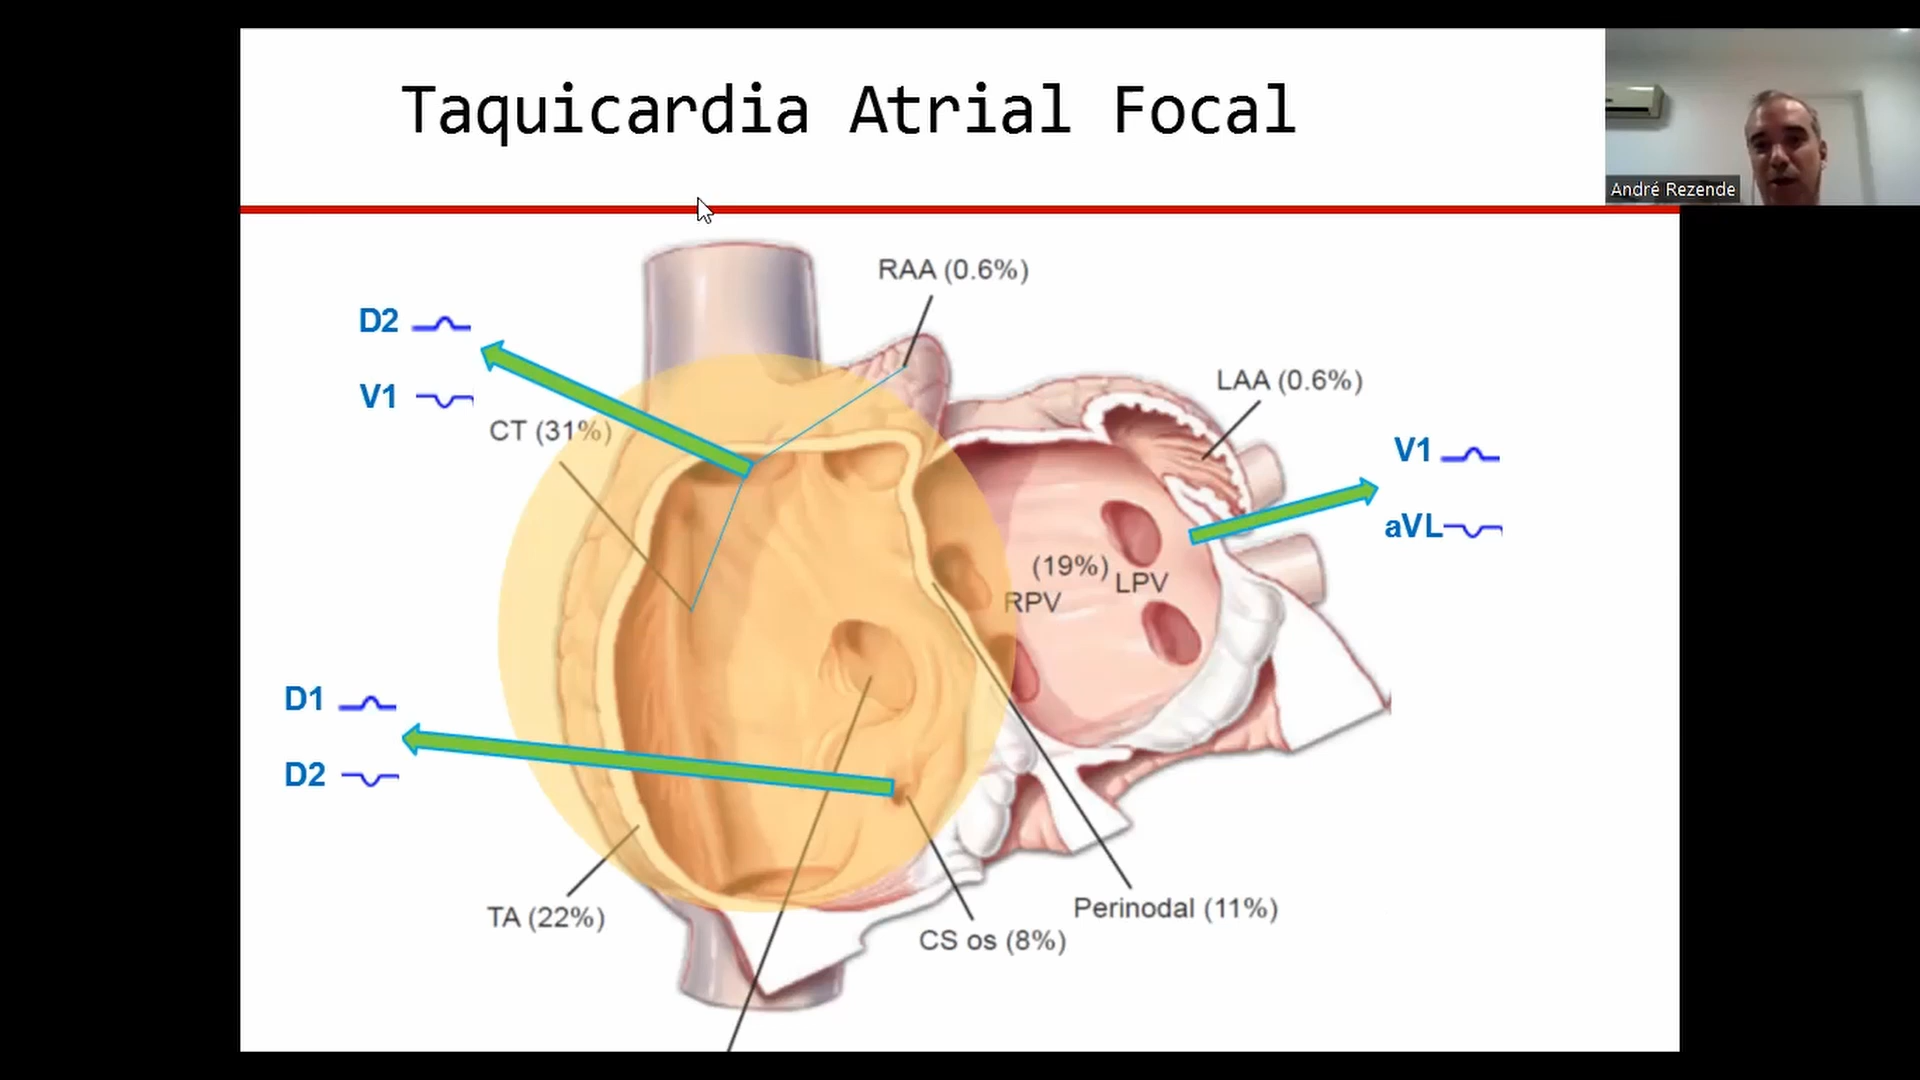 Taquicardia Atrial Focal
André Rezende
RAA (0.6%)
D2
LAA (0.6%)
V1
CT (31%)
V1
aVL
(19%)
LPV
RPV
D1
D2
TA (22%)
Perinodal (11%)
CS os (8%)